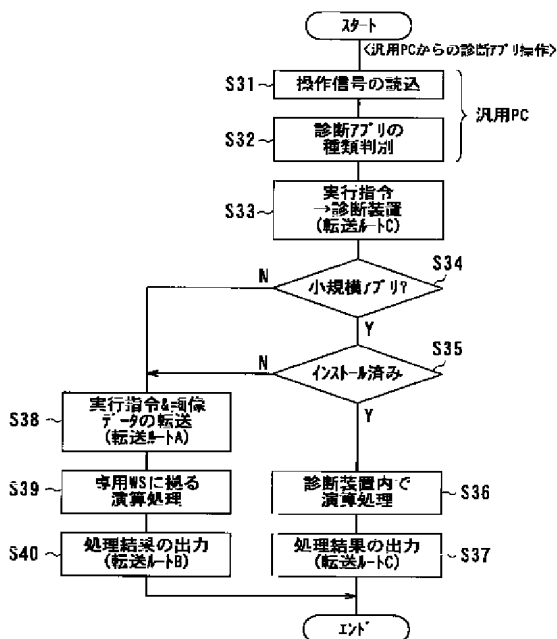 スタート
<汎用PCからの診断アプリ操作>
S31
操作信号の読込
S32
診断アプリの
種類判別
汎用PC
S33
実行指令
→診断装置
(転送ルートC)
S34
小規模アプリ?
N
Y
S35
インストール済み
N
Y
S38
実行指令&画像
データの転送
(転送ルートA)
S39
専用WSに拠る
演算処理
S36
診断装置内で
演算処理
S40
処理結果の出力
(転送ルートB)
S37
処理結果の出力
(転送ルートC)
エンド